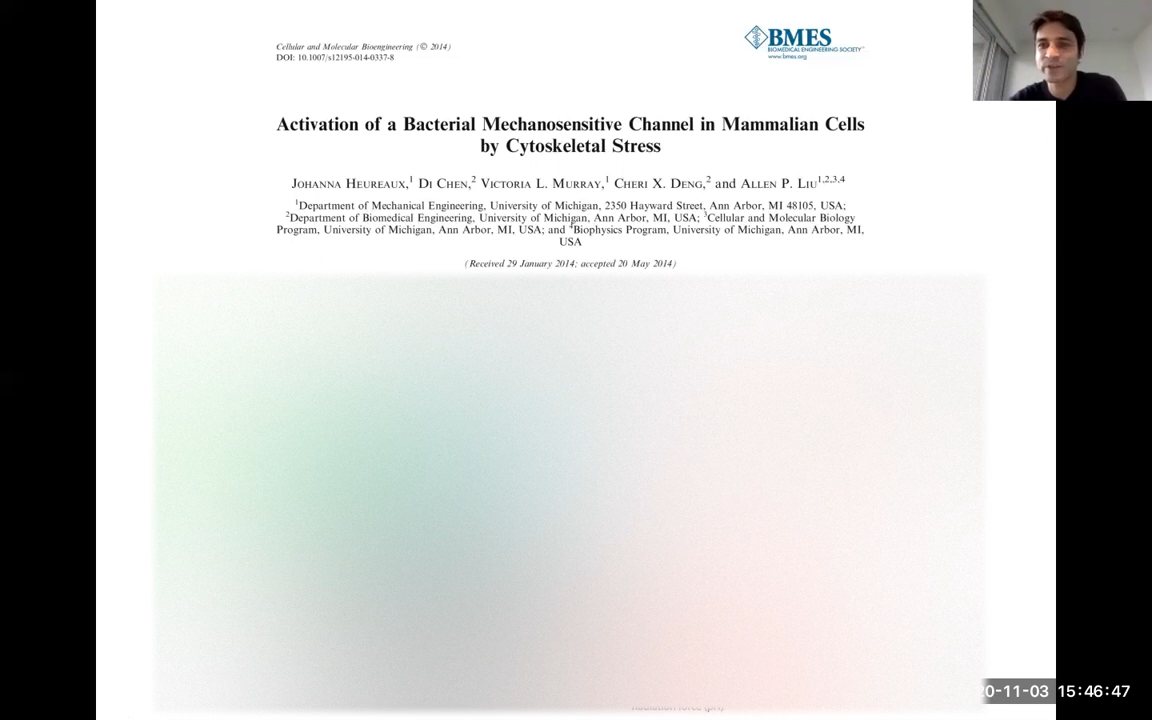 Cellular and Molecular Bioengineering (© 2014)
DOI: 10.1007/s12195-014-0337-8
BMES
BIOMEDICAL ENGINEERING SOCIETY™
www.bmes.org
Activation of a Bacterial Mechanosensitive Channel in Mammalian Cells
by Cytoskeletal Stress
JOHANNA HEUREAUX,1 DI CHEN,2 VICTORIA L. MURRAY,1 CHERI X. DENG,2 and ALLEN P. LIU1,2,3,4
1Department of Mechanical Engineering, University of Michigan, 2350 Hayward Street, Ann Arbor, MI 48105, USA;
2Department of Biomedical Engineering, University of Michigan, Ann Arbor, MI, USA; 3Cellular and Molecular Biology
Program, University of Michigan, Ann Arbor, MI, USA; and 4Biophysics Program, University of Michigan, Ann Arbor, MI,
USA
(Received 29 January 2014; accepted 20 May 2014)
0-11-03 15:46:47